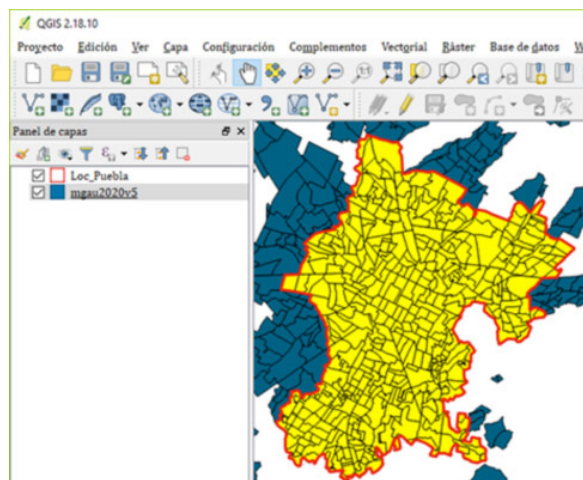 QGIS 2.18.10
Proyecto Edición Ver Capa Configuración Complementos Vectorial Ráster Base de datos W
Panel de capas
Loc_Puebla
mgau2020v5